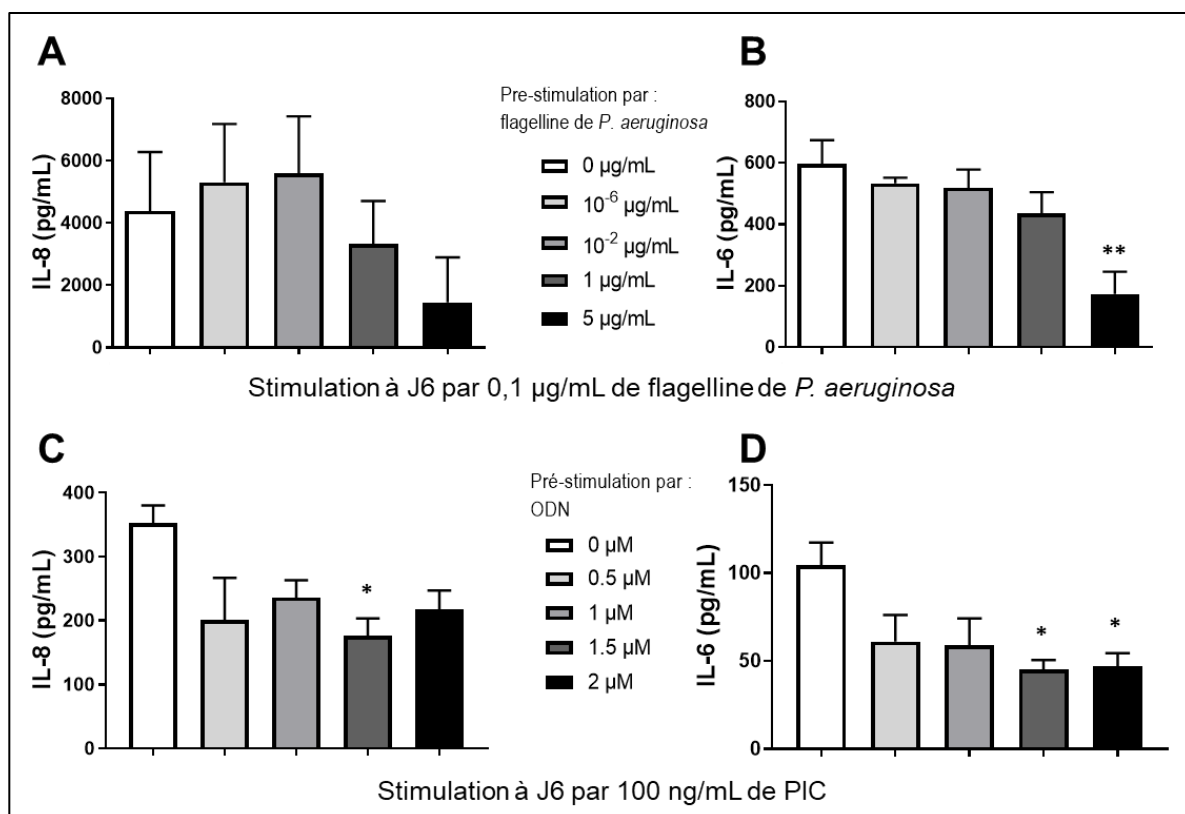 A
8000
6000
4000
2000
0
IL-8 (pg/mL)
Pre-stimulation par :
flagelline de P. aeruginosa
0 µg/mL
10-6 µg/mL
10-2 µg/mL
1 µg/mL
5 µg/mL
B
800
600
400
200
0
IL-6 (pg/mL)
**
Stimulation à J6 par 0,1 µg/mL de flagelline de P. aeruginosa
C
400
300
200
100
0
IL-8 (pg/mL)
*
Pré-stimulation par :
ODN
0 µM
0.5 µM
1 µM
1.5 µM
2 µM
D
150
100
50
0
IL-6 (pg/mL)
*
*
Stimulation à J6 par 100 ng/mL de PIC